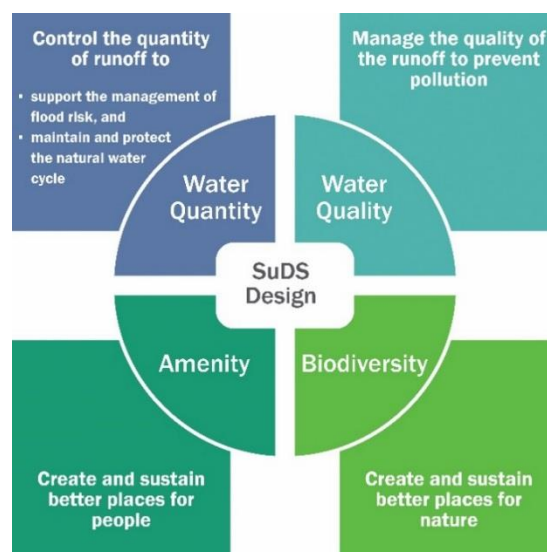 Control the quantity
of runoff to
• support the management of
flood risk, and
• maintain and protect
the natural water
cycle
Manage the quality of
the runoff to prevent
pollution
Water
Quantity
Water
Quality
SuDS
Design
Amenity
Biodiversity
Create and sustain
better places for
people
Create and sustain
better places for
nature